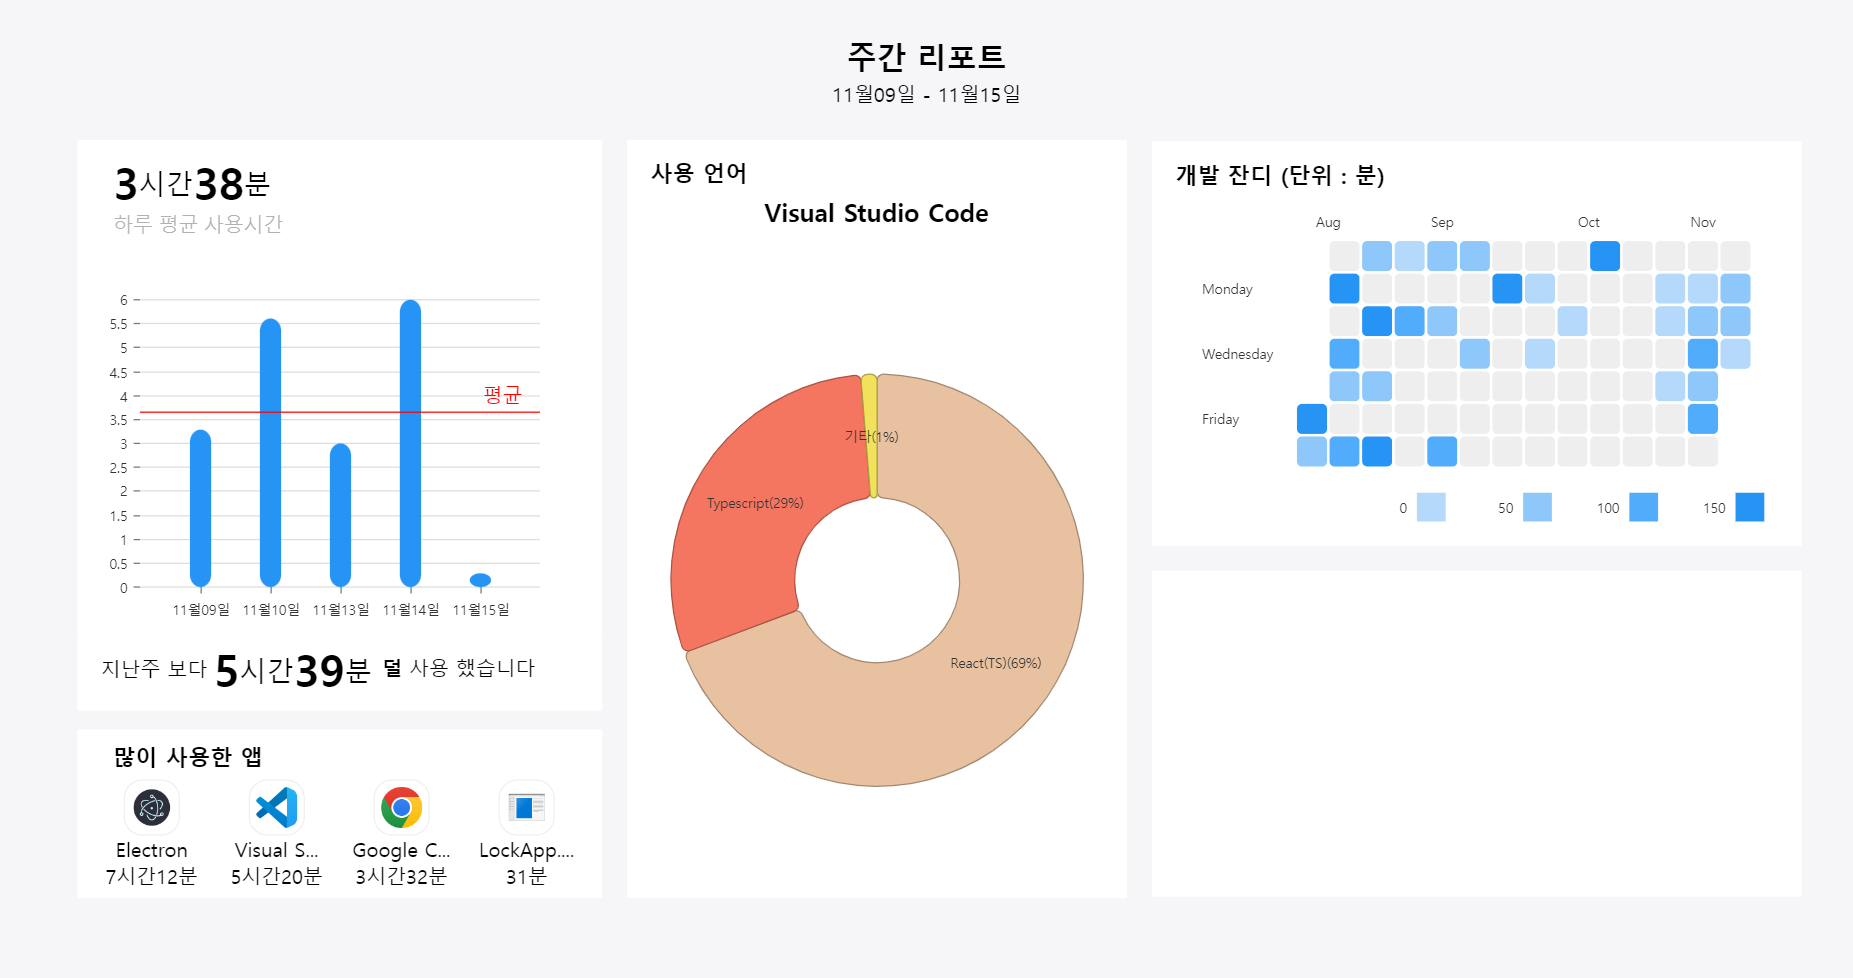 주간 리포트
11월09일 - 11월15일
3시간38분
하루 평균 사용시간
6
5.5
5
4.5
4
3.5
3
2.5
2
1.5
1
0.5
0
평균
11월09일 11월10일 11월13일 11월14일 11월15일
지난주 보다 5시간39분 덜 사용 했습니다
많이 사용한 앱
Electron Visual S... Google C... LockApp....
7시간12분 5시간20분 3시간32분 31분
사용 언어
Visual Studio Code
기타(1%)
Typescript(29%)
React(TS)(69%)
개발 잔디 (단위 : 분)
Aug Sep Oct Nov
Monday
Wednesday
Friday
0 50 100 150